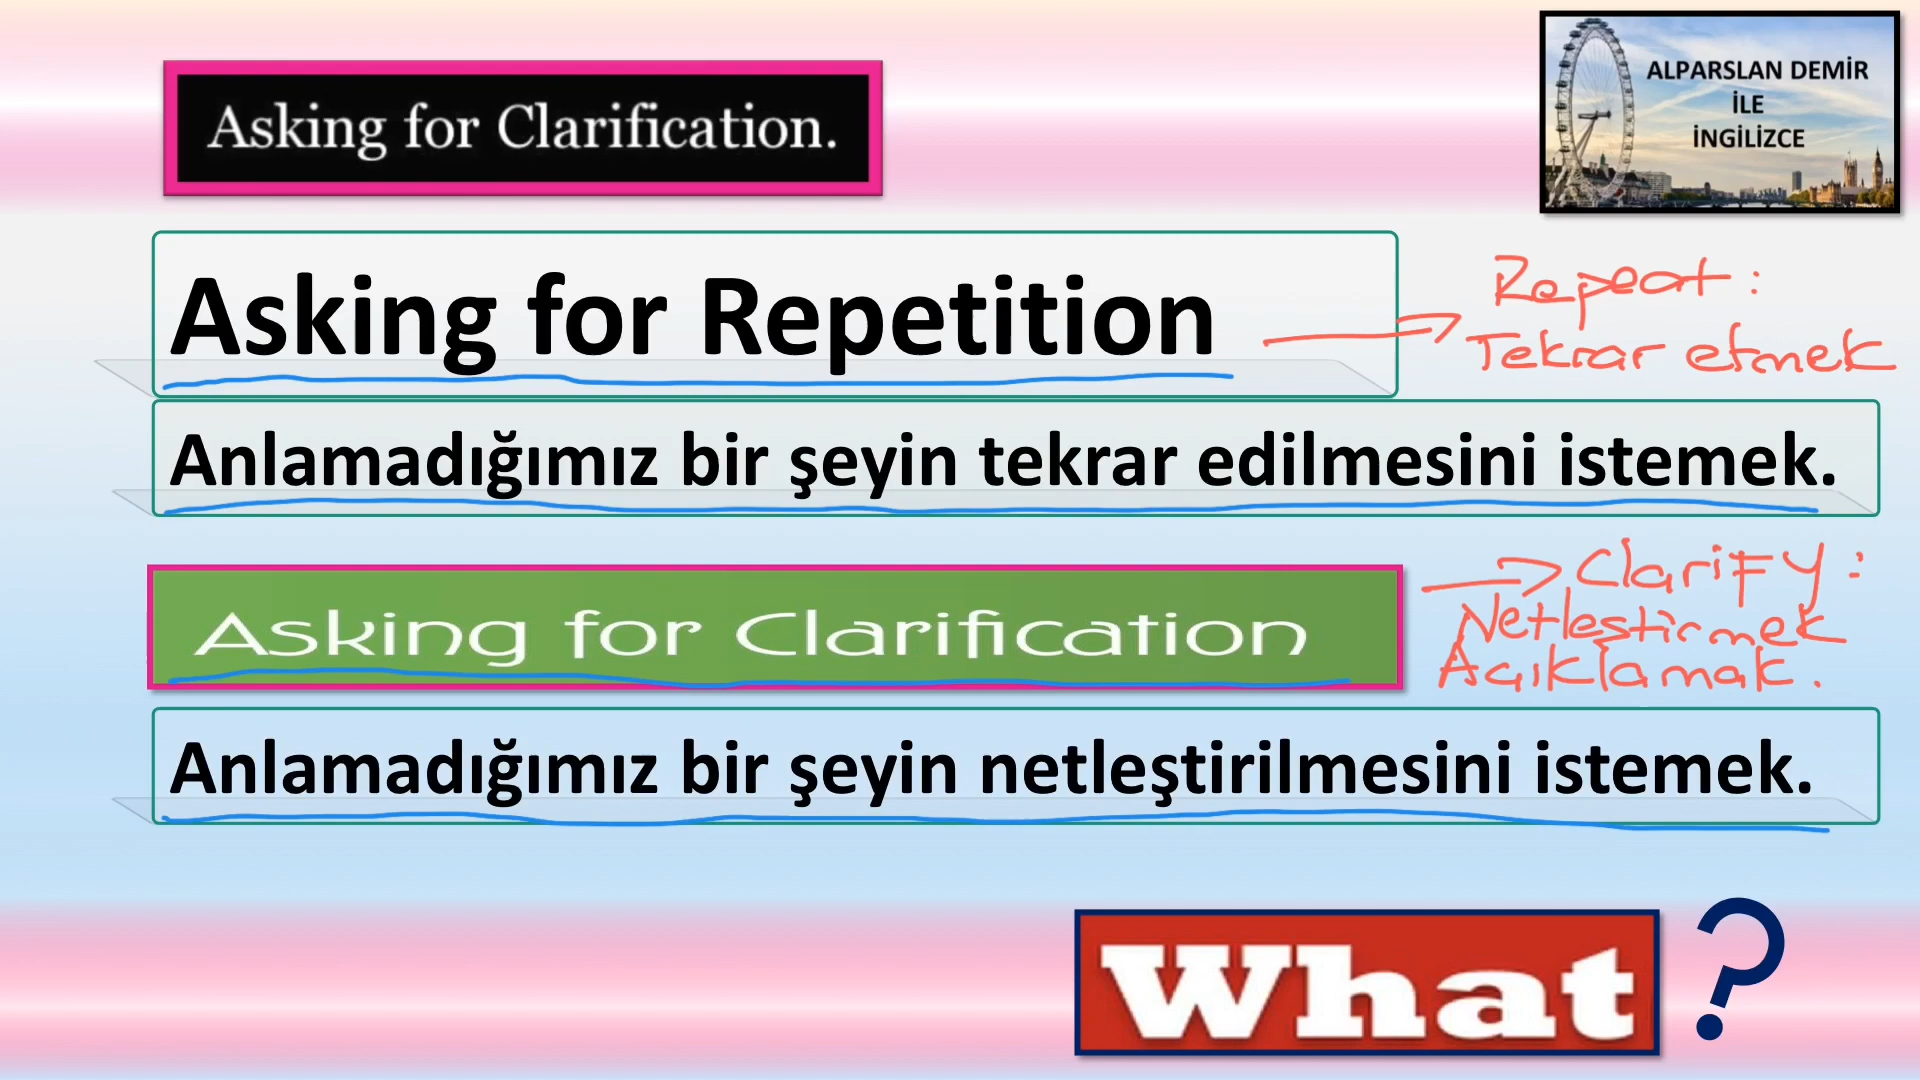 Asking for Clarification.
ALPARSLAN DEMİR
İLE
İNGİLİZCE
Asking for Repetition
Repeat :
Tekrar etmek
Anlamadığımız bir şeyin tekrar edilmesini istemek.
Asking for Clarification
Clarify :
Netleştirmek
Açıklamak.
Anlamadığımız bir şeyin netleştirilmesini istemek.
What ?